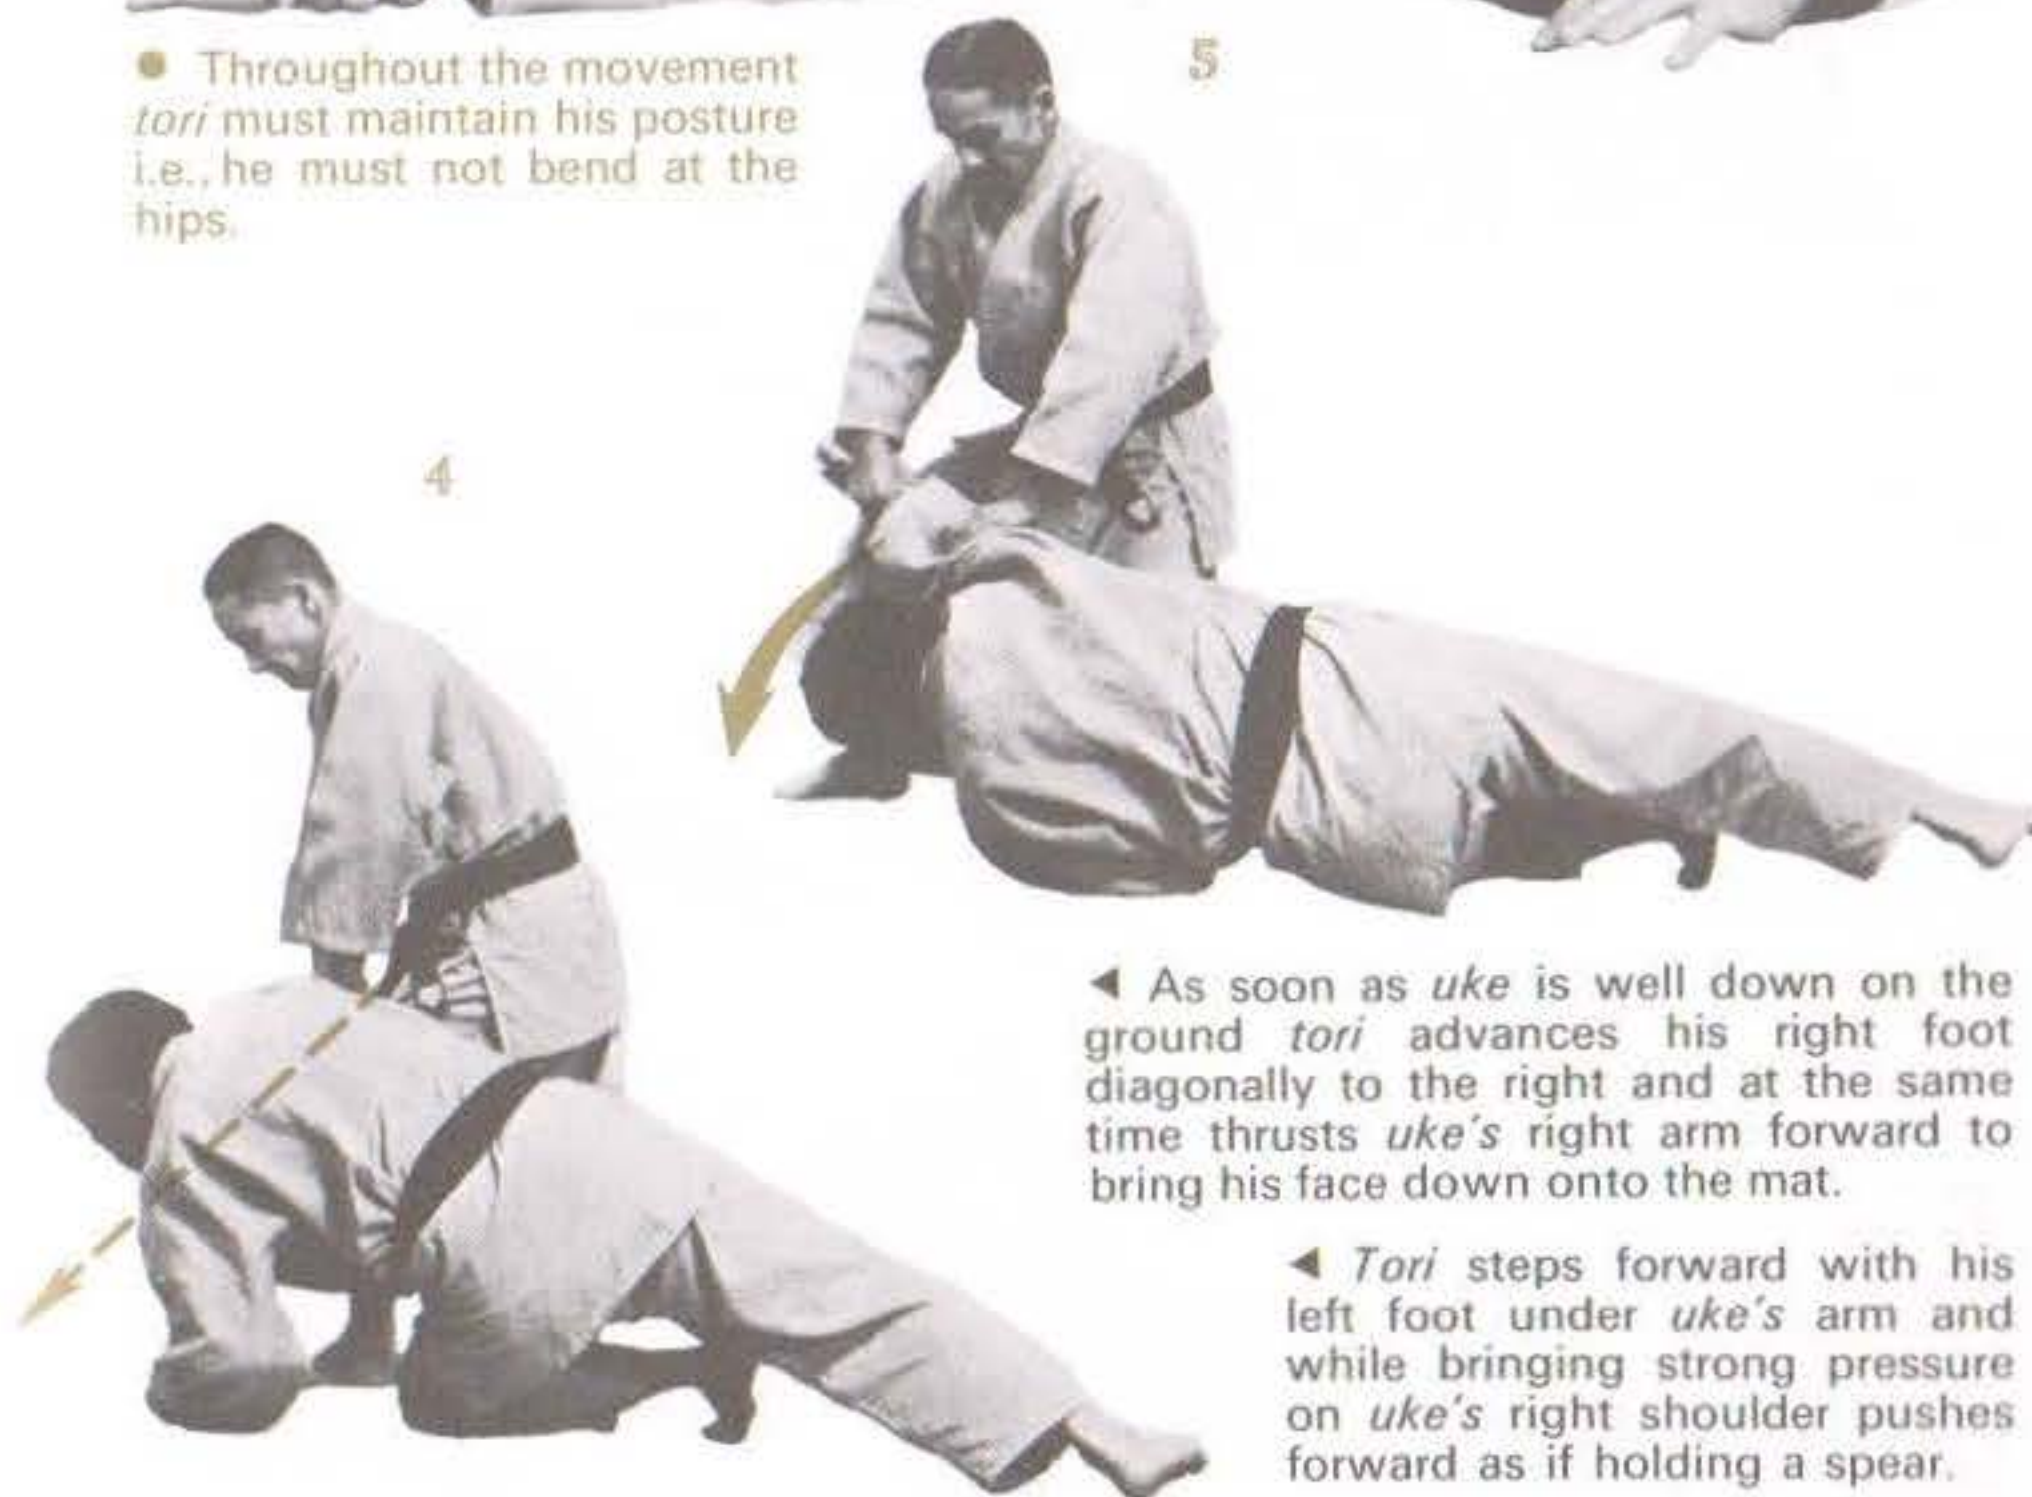 ● Throughout the movement
tori must maintain his posture
i.e., he must not bend at the
hips.
5
4
◄ As soon as uke is well down on the
ground tori advances his right foot
diagonally to the right and at the same
time thrusts uke's right arm forward to
bring his face down onto the mat.
◄ Tori steps forward with his
left foot under uke's arm and
while bringing strong pressure
on uke's right shoulder pushes
forward as if holding a spear.